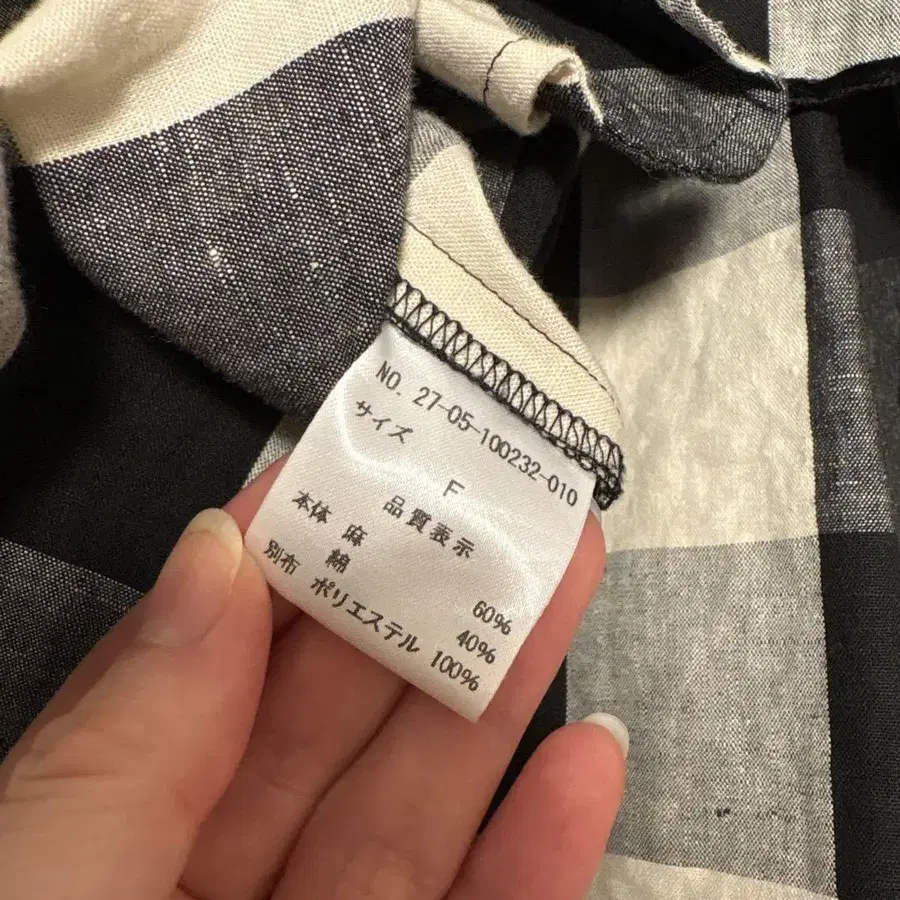 NO. 27-05-100232-010
サイズ
F
品質表示
本体 麻 60%
綿 40%
別布 ポリエステル 100%